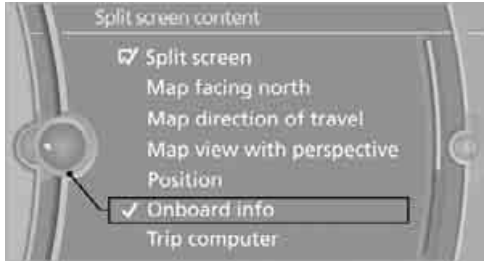 Split screen content
Split screen
Map facing north
Map direction of travel
Map view with perspective
Position
Onboard info
Trip computer